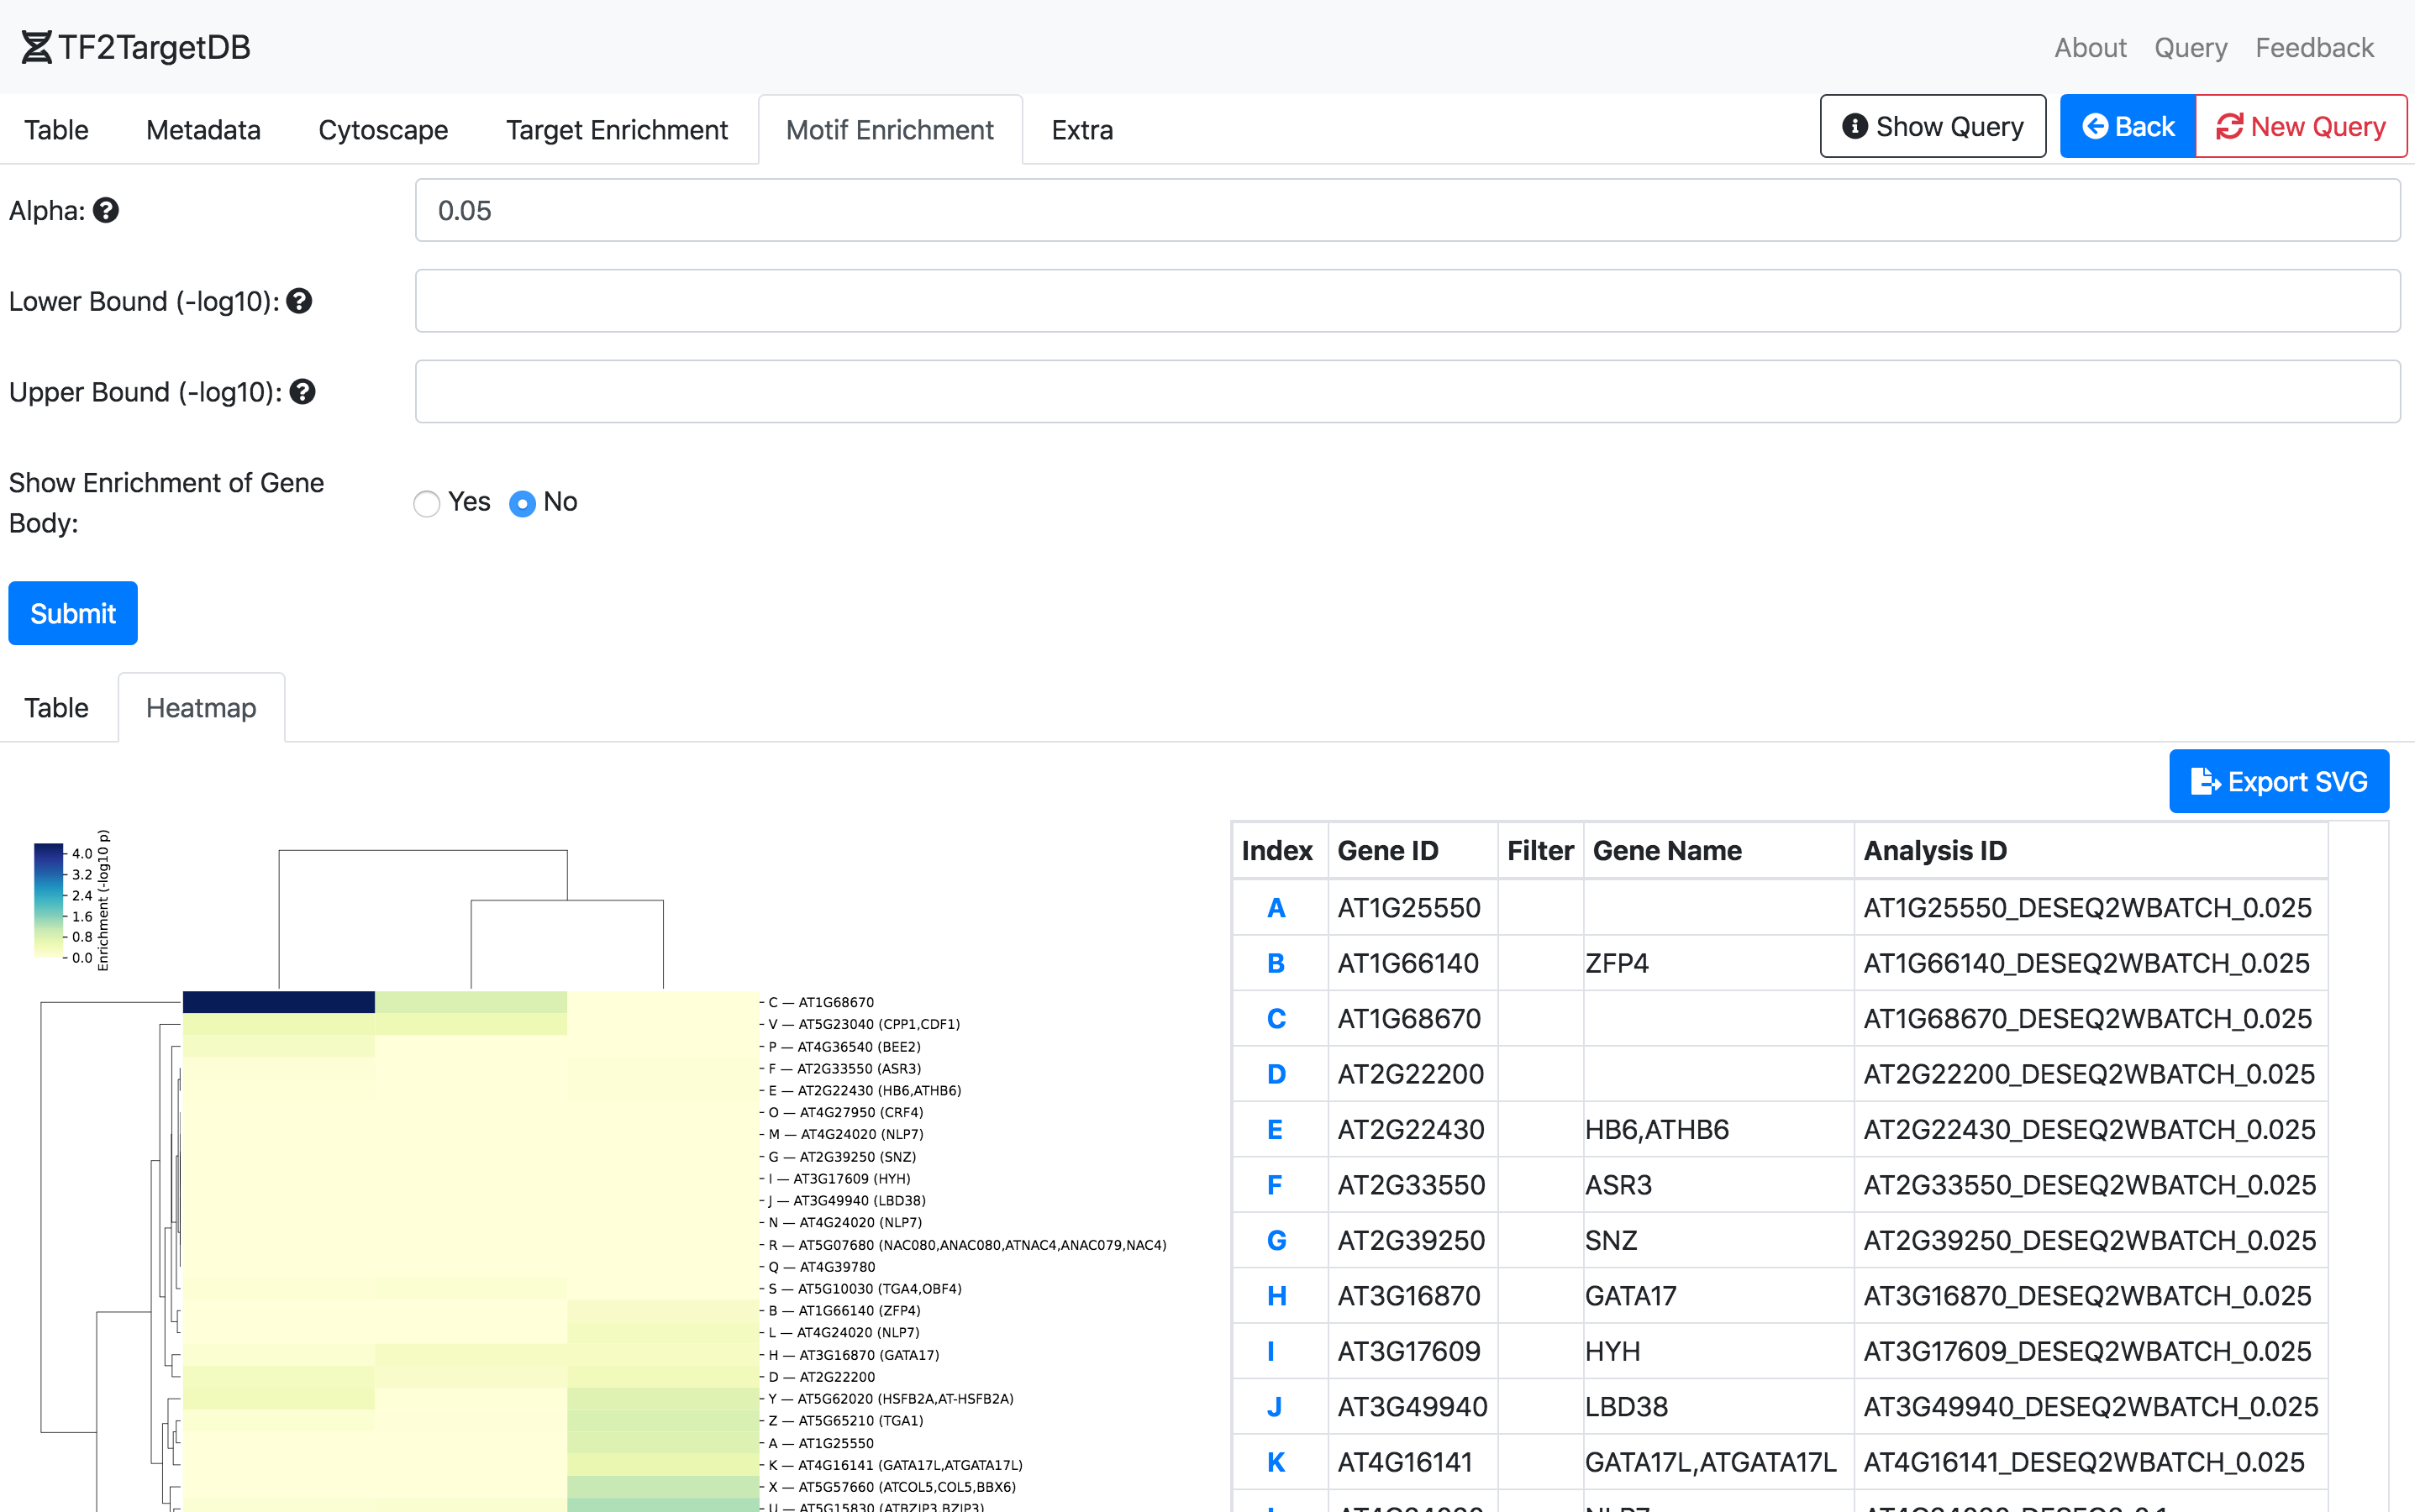 TF2TargetDB
About Query Feedback
Table Metadata Cytoscape Target Enrichment Motif Enrichment Extra Show Query Back New Query
Alpha: 0.05
Lower Bound (-log10):
Upper Bound (-log10):
Show Enrichment of Gene
Body:
Yes No
Submit
Table Heatmap
Export SVG
4.0
3.2
2.4
1.6
0.8
0.0
Enrichment (-log10 p)
C — AT1G68670
V — AT5G23040 (CPP1,CDF1)
P — AT4G36540 (BEE2)
F — AT2G33550 (ASR3)
E — AT2G22430 (HB6,ATHB6)
O — AT4G27950 (CRF4)
M — AT4G24020 (NLP7)
G — AT2G39250 (SNZ)
I — AT3G17609 (HYH)
J — AT3G49940 (LBD38)
N — AT4G24020 (NLP7)
R — AT5G07680 (NAC080,ANAC080,ATNAC4,ANAC079,NAC4)
Q — AT4G39780
S — AT5G10030 (TGA4,OBF4)
B — AT1G66140 (ZFP4)
L — AT4G24020 (NLP7)
H — AT3G16870 (GATA17)
D — AT2G22200
Y — AT5G62020 (HSFB2A,AT-HSFB2A)
Z — AT5G65210 (TGA1)
A — AT1G25550
K — AT4G16141 (GATA17L,ATGATA17L)
X — AT5G57660 (ATCOL5,COL5,BBX6)
U — AT5G15830 (ATBZIP3,BZIP3)
Index Gene ID Filter Gene Name Analysis ID
A AT1G25550 AT1G25550_DESEQ2WBATCH_0.025
B AT1G66140 ZFP4 AT1G66140_DESEQ2WBATCH_0.025
C AT1G68670 AT1G68670_DESEQ2WBATCH_0.025
D AT2G22200 AT2G22200_DESEQ2WBATCH_0.025
E AT2G22430 HB6,ATHB6 AT2G22430_DESEQ2WBATCH_0.025
F AT2G33550 ASR3 AT2G33550_DESEQ2WBATCH_0.025
G AT2G39250 SNZ AT2G39250_DESEQ2WBATCH_0.025
H AT3G16870 GATA17 AT3G16870_DESEQ2WBATCH_0.025
I AT3G17609 HYH AT3G17609_DESEQ2WBATCH_0.025
J AT3G49940 LBD38 AT3G49940_DESEQ2WBATCH_0.025
K AT4G16141 GATA17L,ATGATA17L AT4G16141_DESEQ2WBATCH_0.025